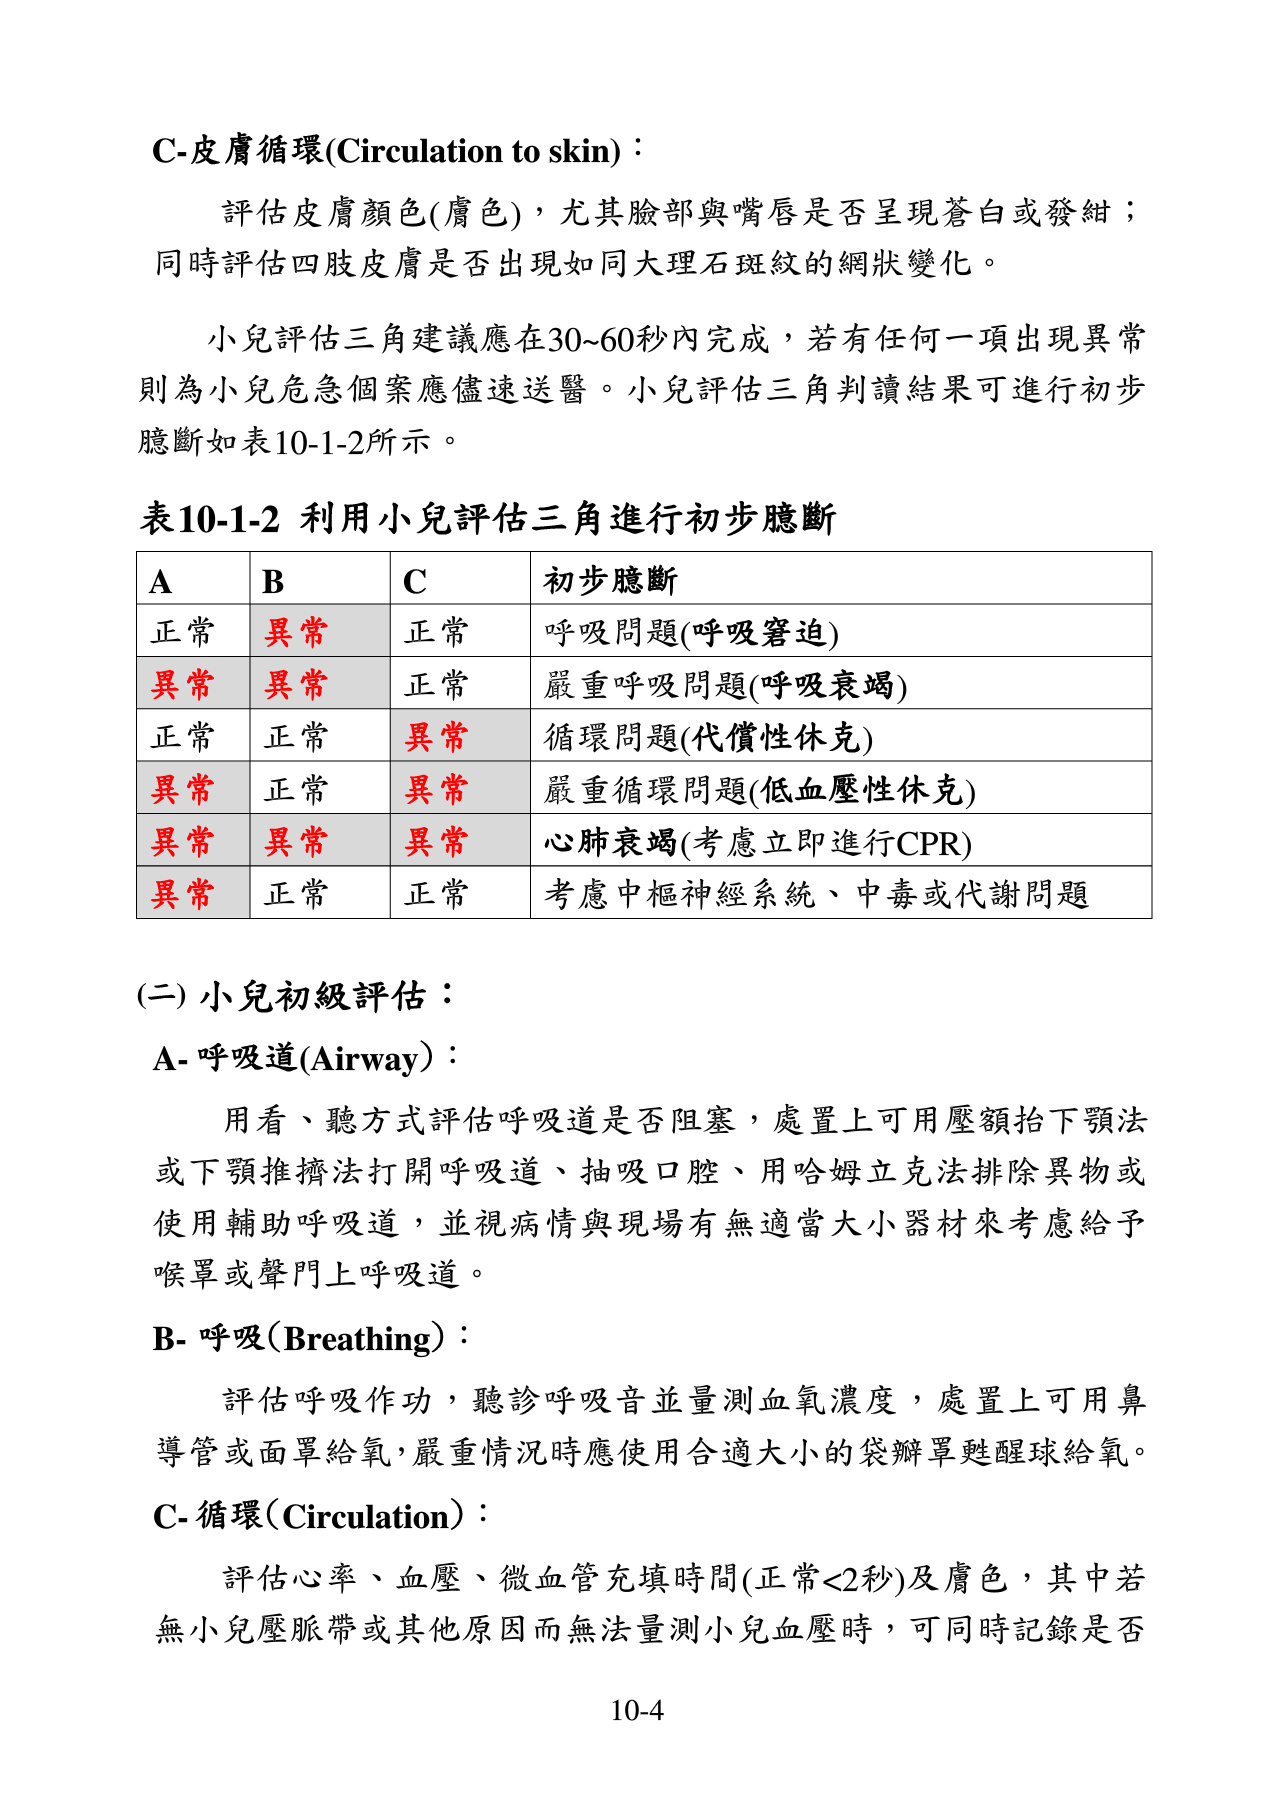 C-皮膚循環(Circulation to skin)：
評估皮膚顏色(膚色)，尤其臉部與嘴唇是否呈現蒼白或發紺；
同時評估四肢皮膚是否出現如同大理石斑紋的網狀變化。
小兒評估三角建議應在30~60秒內完成，若有任何一項出現異常
則為小兒危急個案應儘速送醫。小兒評估三角判讀結果可進行初步
臆斷如表10-1-2所示。
表10-1-2 利用小兒評估三角進行初步臆斷
A B C 初步臆斷
正常 異常 正常 呼吸問題(呼吸窘迫)
異常 異常 正常 嚴重呼吸問題(呼吸衰竭)
正常 正常 異常 循環問題(代償性休克)
異常 正常 異常 嚴重循環問題(低血壓性休克)
異常 異常 異常 心肺衰竭(考慮立即進行CPR)
異常 正常 正常 考慮中樞神經系統、中毒或代謝問題
(二) 小兒初級評估：
A- 呼吸道(Airway)：
用看、聽方式評估呼吸道是否阻塞，處置上可用壓額抬下顎法
或下顎推擠法打開呼吸道、抽吸口腔、用哈姆立克法排除異物或
使用輔助呼吸道，並視病情與現場有無適當大小器材來考慮給予
喉罩或聲門上呼吸道。
B- 呼吸(Breathing)：
評估呼吸作功，聽診呼吸音並量測血氧濃度，處置上可用鼻
導管或面罩給氧，嚴重情況時應使用合適大小的袋瓣罩甦醒球給氧。
C- 循環(Circulation)：
評估心率、血壓、微血管充填時間(正常<2秒)及膚色，其中若
無小兒壓脈帶或其他原因而無法量測小兒血壓時，可同時記錄是否
10-4